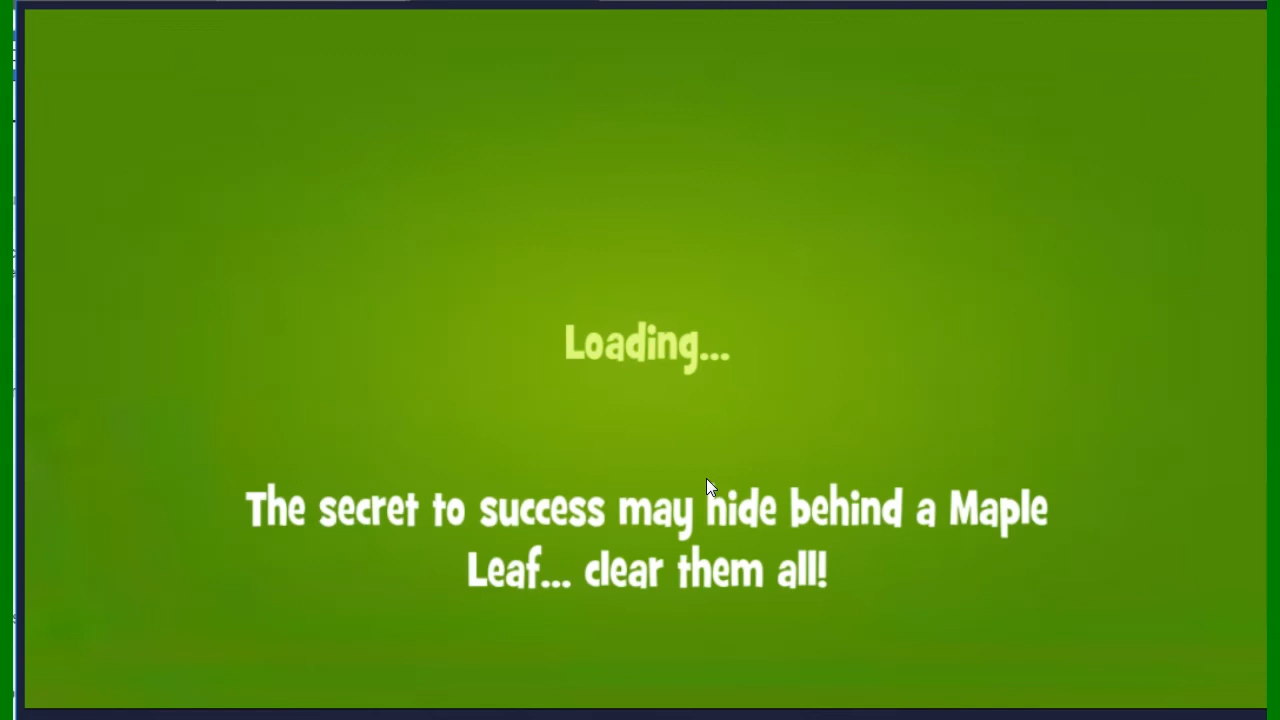 Loading...
The secret to success may hide behind a Maple
Leaf... clear them all!